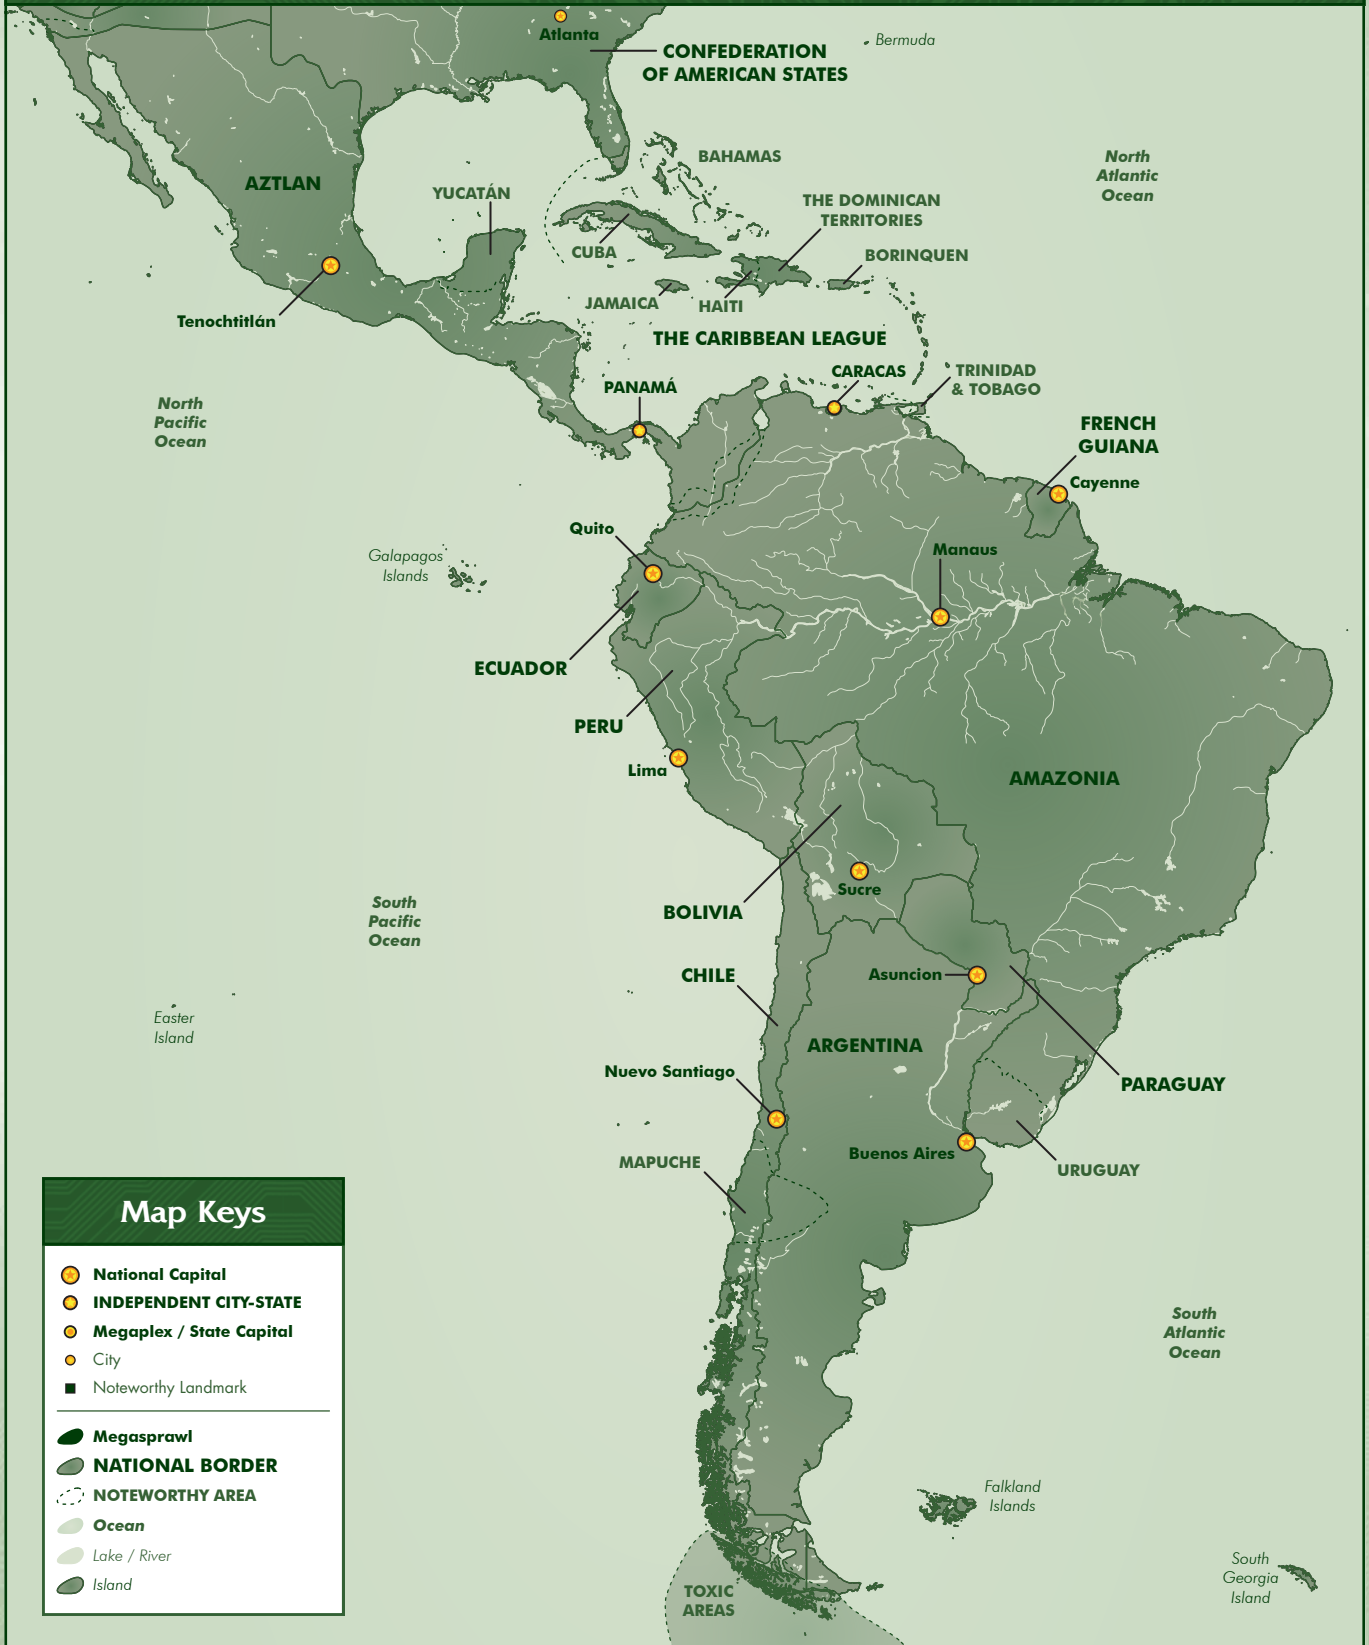 Atlanta
CONFEDERATION
OF AMERICAN STATES
Bermuda
BAHAMAS
North
Atlantic
Ocean
AZTLAN
YUCATÁN
THE DOMINICAN
TERRITORIES
CUBA
BORINQUEN
JAMAICA
HAITI
Tenochtitlán
THE CARIBBEAN LEAGUE
CARACAS
TRINIDAD
& TOBAGO
PANAMÁ
North
Pacific
Ocean
FRENCH
GUIANA
Cayenne
Quito
Manaus
Galapagos
Islands
ECUADOR
PERU
Lima
AMAZONIA
Sucre
BOLIVIA
South
Pacific
Ocean
CHILE
Asuncion
Easter
Island
ARGENTINA
Nuevo Santiago
PARAGUAY
Buenos Aires
MAPUCHE
URUGUAY
Map Keys
National Capital
INDEPENDENT CITY-STATE
Megaplex / State Capital
City
Noteworthy Landmark
Megasprawl
NATIONAL BORDER
NOTEWORTHY AREA
Ocean
Lake / River
Island
South
Atlantic
Ocean
Falkland
Islands
TOXIC
AREAS
South
Georgia
Island